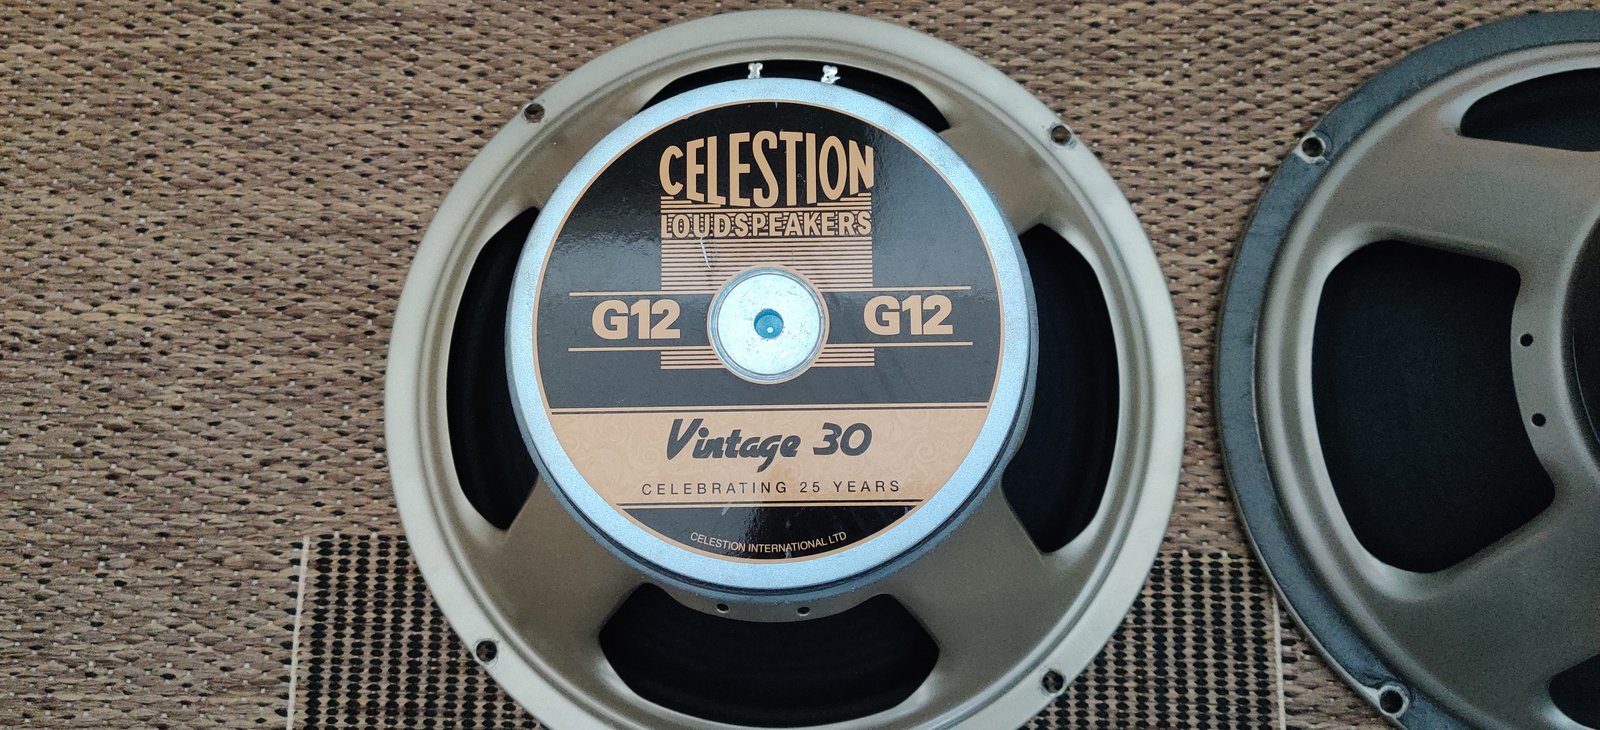 CELESTION
LOUDSPEAKERS
G12 G12
Vintage 30
CELEBRATING 25 YEARS
CELESTION INTERNATIONAL LTD